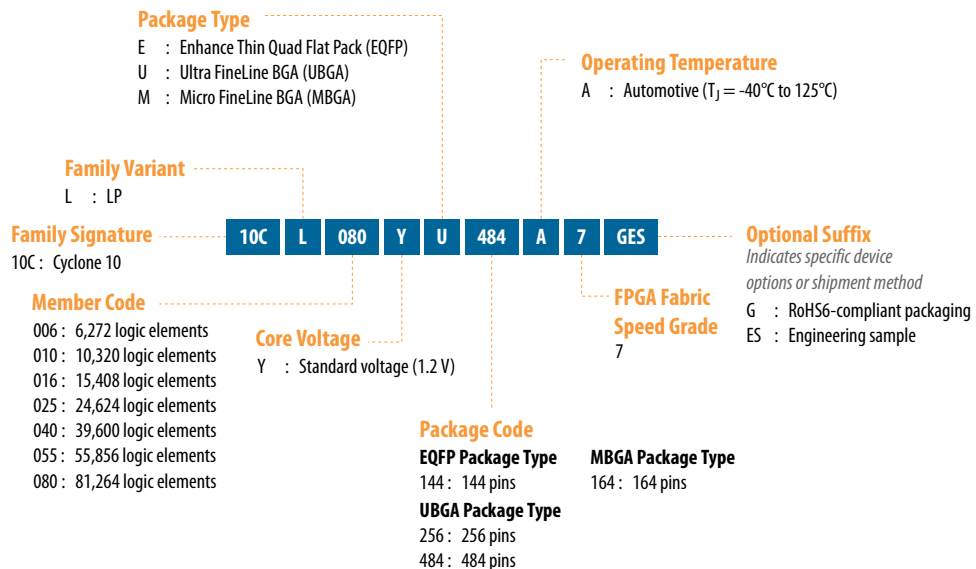 Package Type
E : Enhance Thin Quad Flat Pack (EQFP)
U : Ultra FineLine BGA (UBGA)
M : Micro FineLine BGA (MBGA)
Operating Temperature
A : Automotive (TJ = -40°C to 125°C)
Family Variant
L : LP
Family Signature
10C : Cyclone 10
10C L 080 Y U 484 A 7 GES
Optional Suffix
Indicates specific device
options or shipment method
G : RoHS6-compliant packaging
ES : Engineering sample
Member Code
006 : 6,272 logic elements
010 : 10,320 logic elements
016 : 15,408 logic elements
025 : 24,624 logic elements
040 : 39,600 logic elements
055 : 55,856 logic elements
080 : 81,264 logic elements
Core Voltage
Y : Standard voltage (1.2 V)
FPGA Fabric
Speed Grade
7
Package Code
EQFP Package Type
144 : 144 pins
UBGA Package Type
256 : 256 pins
484 : 484 pins
MBGA Package Type
164 : 164 pins